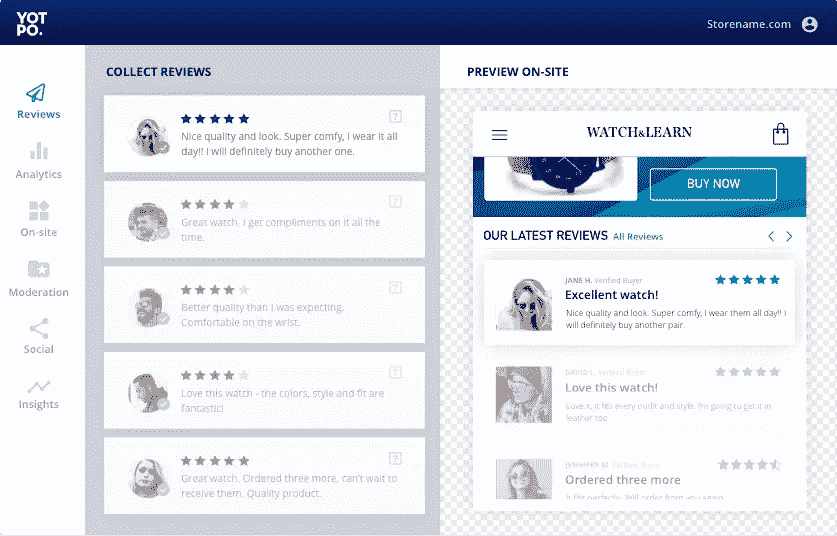 YOT
PO.
Storename.com
Reviews
Analytics
On-site
Moderation
Social
Insights
COLLECT REVIEWS
Nice quality and look. Super comfy, I wear it all
day!! I will definitely buy another one.
Great watch. I get compliments on it all the
time.
Better quality than I was expecting.
Comfortable on the wrist.
Love this watch - the colors, style and fit are
fantastic!
Great watch. Ordered three more, can't wait to
receive them. Quality product.
PREVIEW ON-SITE
WATCH&LEARN
BUY NOW
OUR LATEST REVIEWS All Reviews
JANE H. Verified Buyer
Excellent watch!
Nice quality and look. Super comfy, I wear them all day!! I
will definitely buy another pair.
DAVID L. Verified Buyer
Love this watch!
Love it, it fits every outfit and style. I'm going to get it in
leather too.
JENNIFER M Verified Buyer
Ordered three more
It fits perfectly. Will order from you again